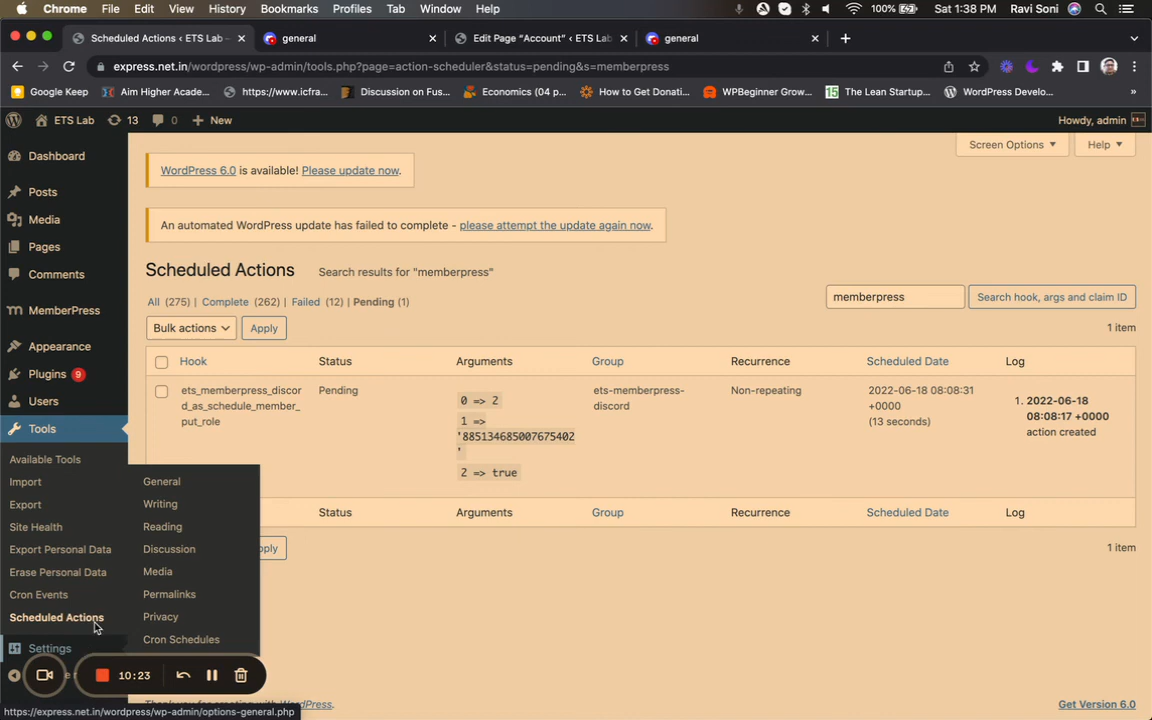 Chrome File Edit View History Bookmarks Profiles Tab Window Help 100% Sat 1:38 PM Ravi Soni
Scheduled Actions ‹ ETS Lab – general Edit Page “Account” ‹ ETS Lab general
express.net.in/wordpress/wp-admin/tools.php?page=action-scheduler&status=pending&s=memberpress
Google Keep Aim Higher Acade... https://www.icfra... Discussion on Fus... Economics (04 p... How to Get Donati... WPBeginner Grow... 15 The Lean Startup... WordPress Develo... »
ETS Lab 13 0 New Howdy, admin
Screen Options Help
Dashboard
Posts
Media
Pages
Comments
MemberPress
Appearance
Plugins 9
Users
Tools
Available Tools
Import
Export
Site Health
Export Personal Data
Erase Personal Data
Cron Events
Scheduled Actions
Settings
General
Writing
Reading
Discussion
Media
Permalinks
Privacy
Cron Schedules
WordPress 6.0 is available! Please update now.
An automated WordPress update has failed to complete - please attempt the update again now.
Scheduled Actions Search results for "memberpress"
All (275) | Complete (262) | Failed (12) | Pending (1)
memberpress Search hook, args and claim ID
Bulk actions Apply
1 item
Hook Status Arguments Group Recurrence Scheduled Date Log
ets_memberpress_discor
d_as_schedule_member_
put_role
Pending
0 => 2
1 =>
'885134685007675402
'
2 => true
ets-memberpress-
discord
Non-repeating
2022-06-18 08:08:31
+0000
(13 seconds)
1. 2022-06-18
08:08:17 +0000
action created
Status Arguments Group Recurrence Scheduled Date Log
1 item
10:23
WordPress.
Get Version 6.0
https://express.net.in/wordpress/wp-admin/options-general.php